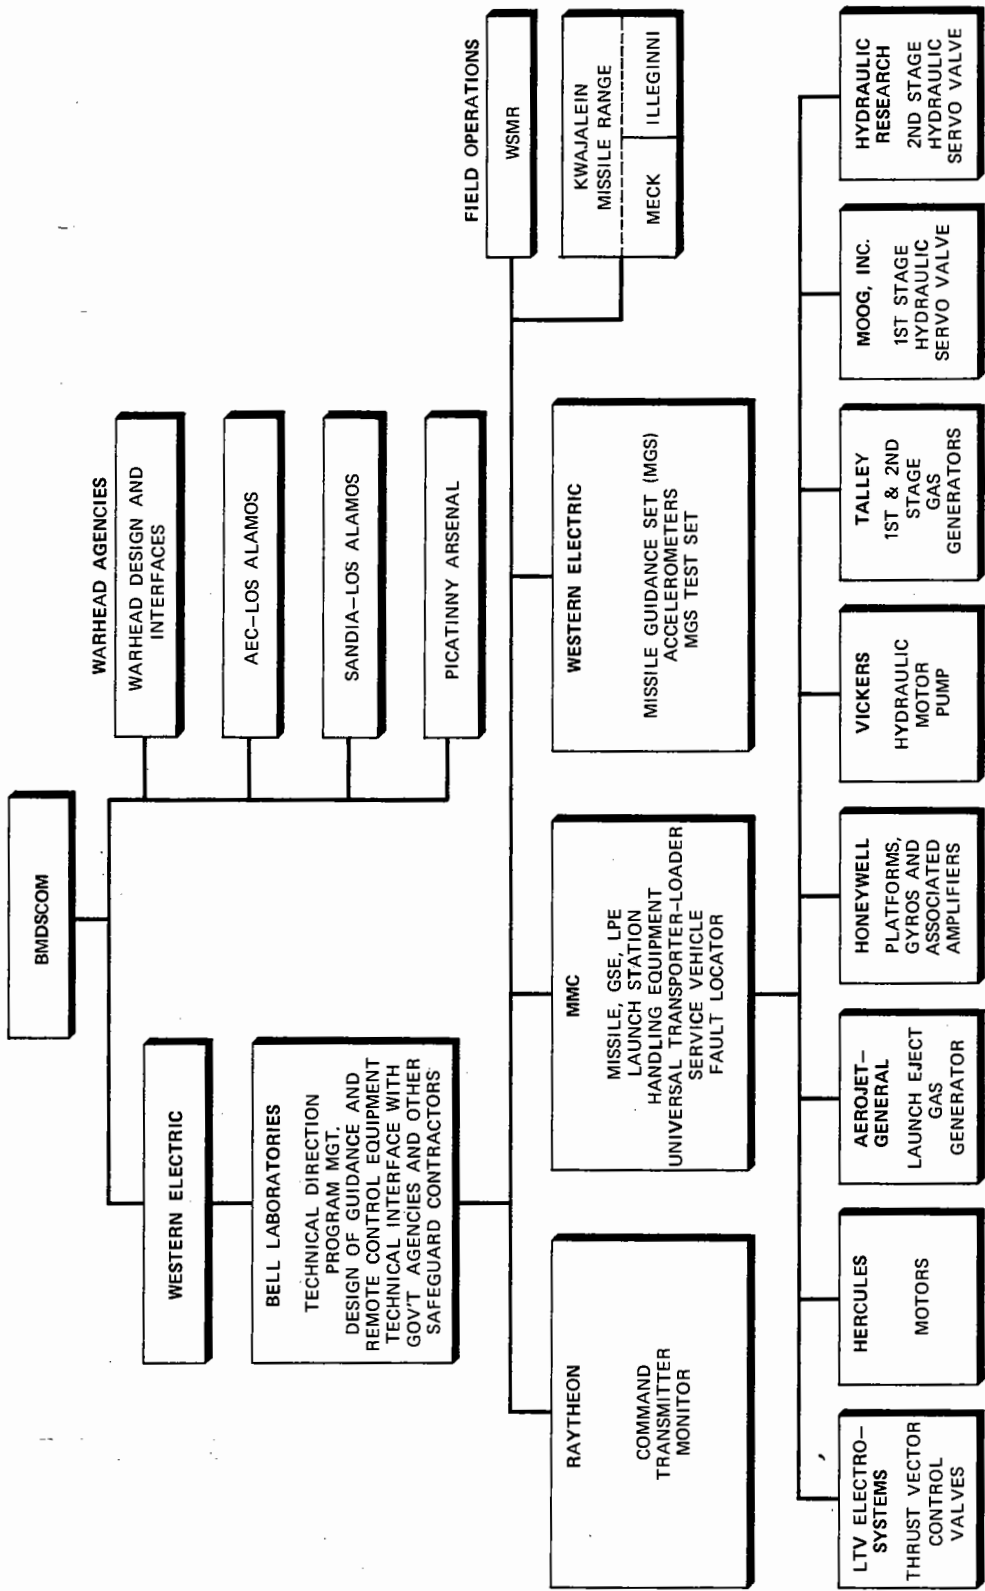 BMDSCOM
WESTERN ELECTRIC
BELL LABORATORIES
TECHNICAL DIRECTION
PROGRAM MGT.
DESIGN OF GUIDANCE AND
REMOTE CONTROL EQUIPMENT
TECHNICAL INTERFACE WITH
GOV'T AGENCIES AND OTHER
SAFEGUARD CONTRACTORS
WARHEAD AGENCIES
WARHEAD DESIGN AND
INTERFACES
AEC–LOS ALAMOS
SANDIA–LOS ALAMOS
PICATINNY ARSENAL
FIELD OPERATIONS
WSMR
KWAJALEIN
MISSILE RANGE
MECK
ILLEGINNI
RAYTHEON
COMMAND
TRANSMITTER
MONITOR
MMC
MISSILE, GSE, LPE
LAUNCH STATION
HANDLING EQUIPMENT
UNIVERSAL TRANSPORTER–LOADER
SERVICE VEHICLE
FAULT LOCATOR
WESTERN ELECTRIC
MISSILE GUIDANCE SET (MGS)
ACCELEROMETERS
MGS TEST SET
LTV ELECTRO–
SYSTEMS
THRUST VECTOR
CONTROL
VALVES
HERCULES
MOTORS
AEROJET–
GENERAL
LAUNCH EJECT
GAS
GENERATOR
HONEYWELL
PLATFORMS,
GYROS AND
ASSOCIATED
AMPLIFIERS
VICKERS
HYDRAULIC
MOTOR
PUMP
TALLEY
1ST & 2ND
STAGE
GAS
GENERATORS
MOOG, INC.
1ST STAGE
HYDRAULIC
SERVO VALVE
HYDRAULIC
RESEARCH
2ND STAGE
HYDRAULIC
SERVO VALVE